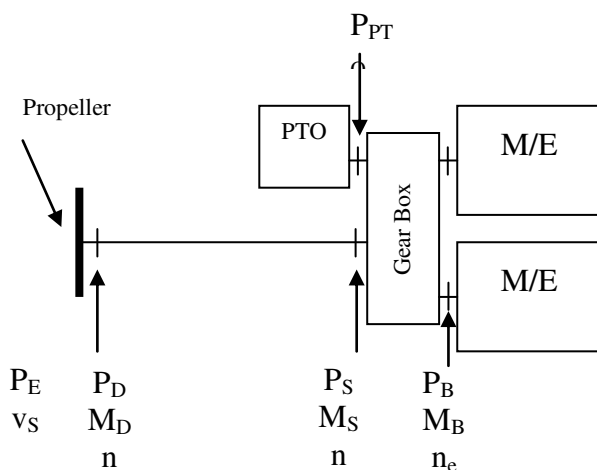 P_PT
Propeller
PTO
M/E
Gear Box
M/E
P_E P_D P_S P_B
v_S M_D M_S M_B
n n n_e